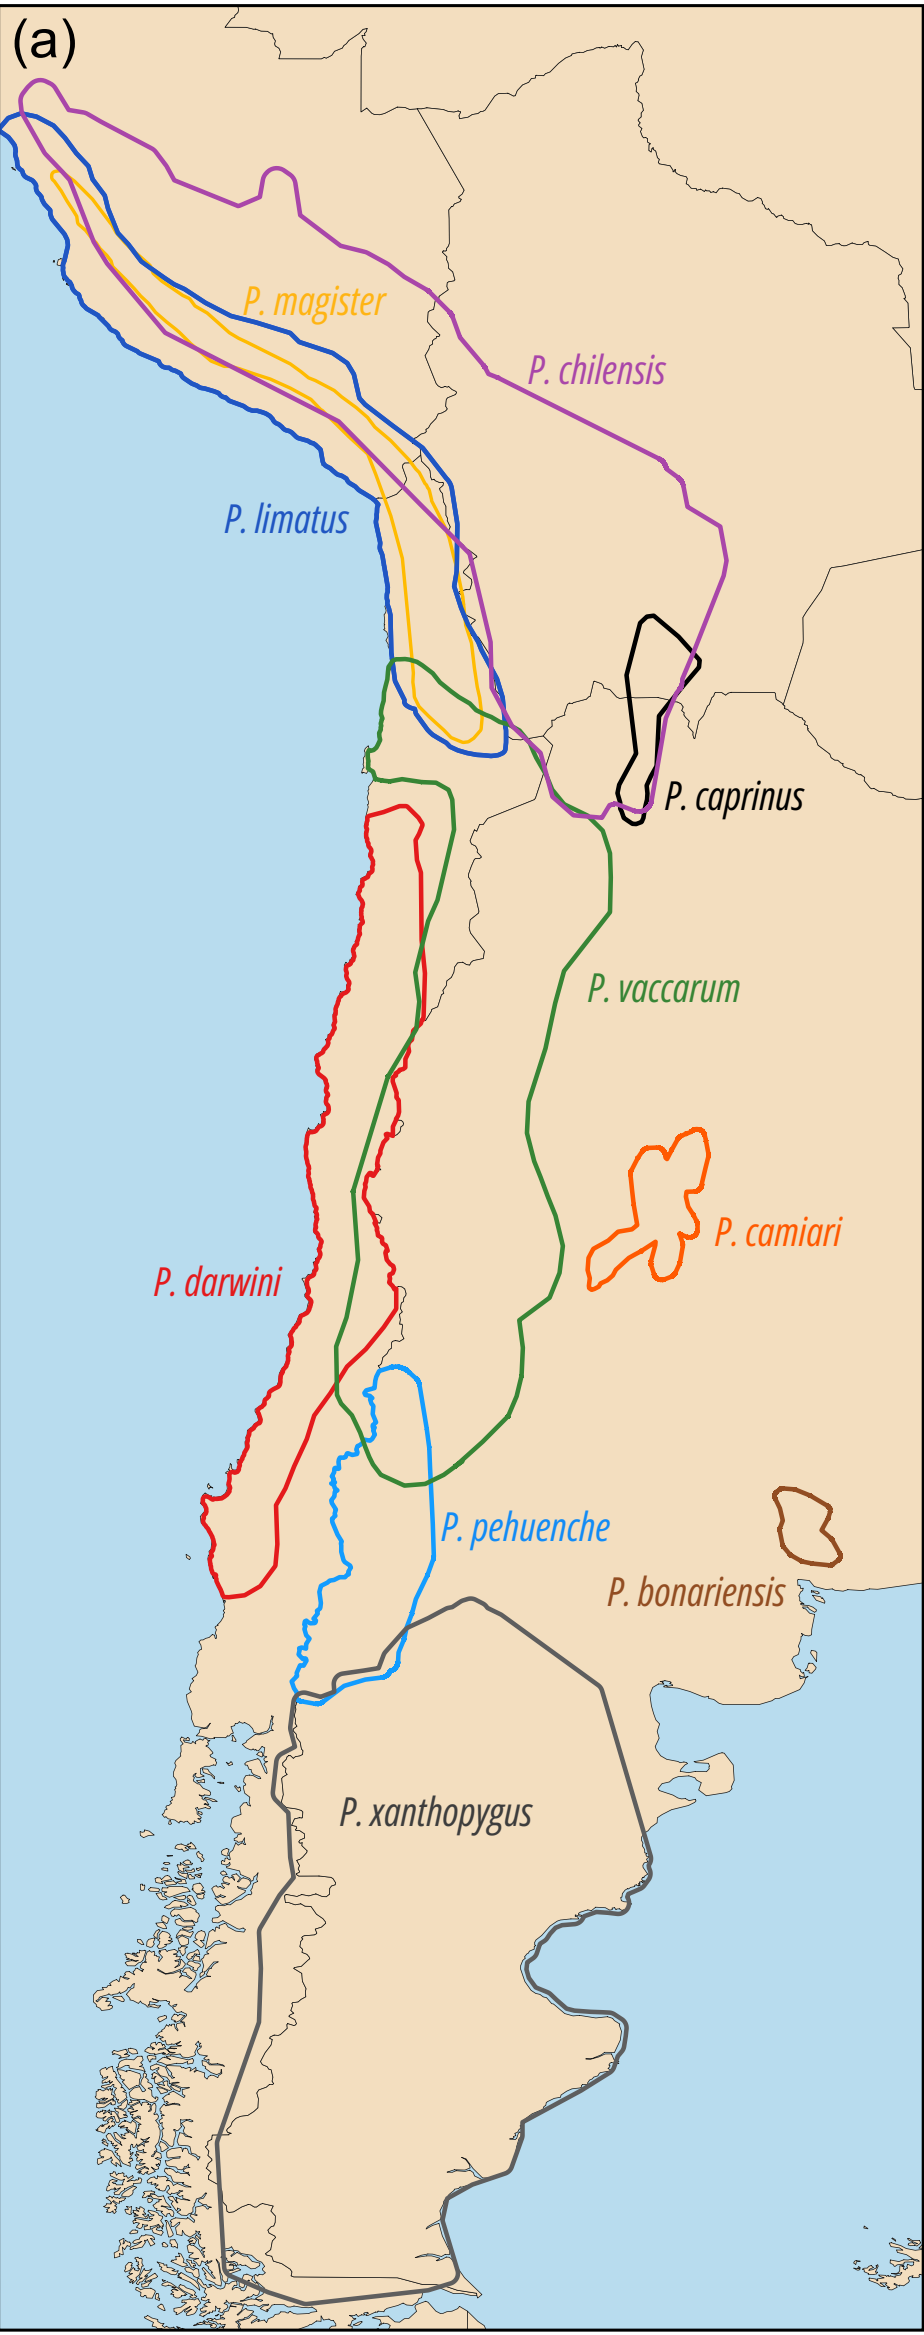 (a)
P. magister
P. chilensis
P. limatus
P. caprinus
P. vaccarum
P. camiari
P. darwini
P. pehuenche
P. bonariensis
P. xanthopygus